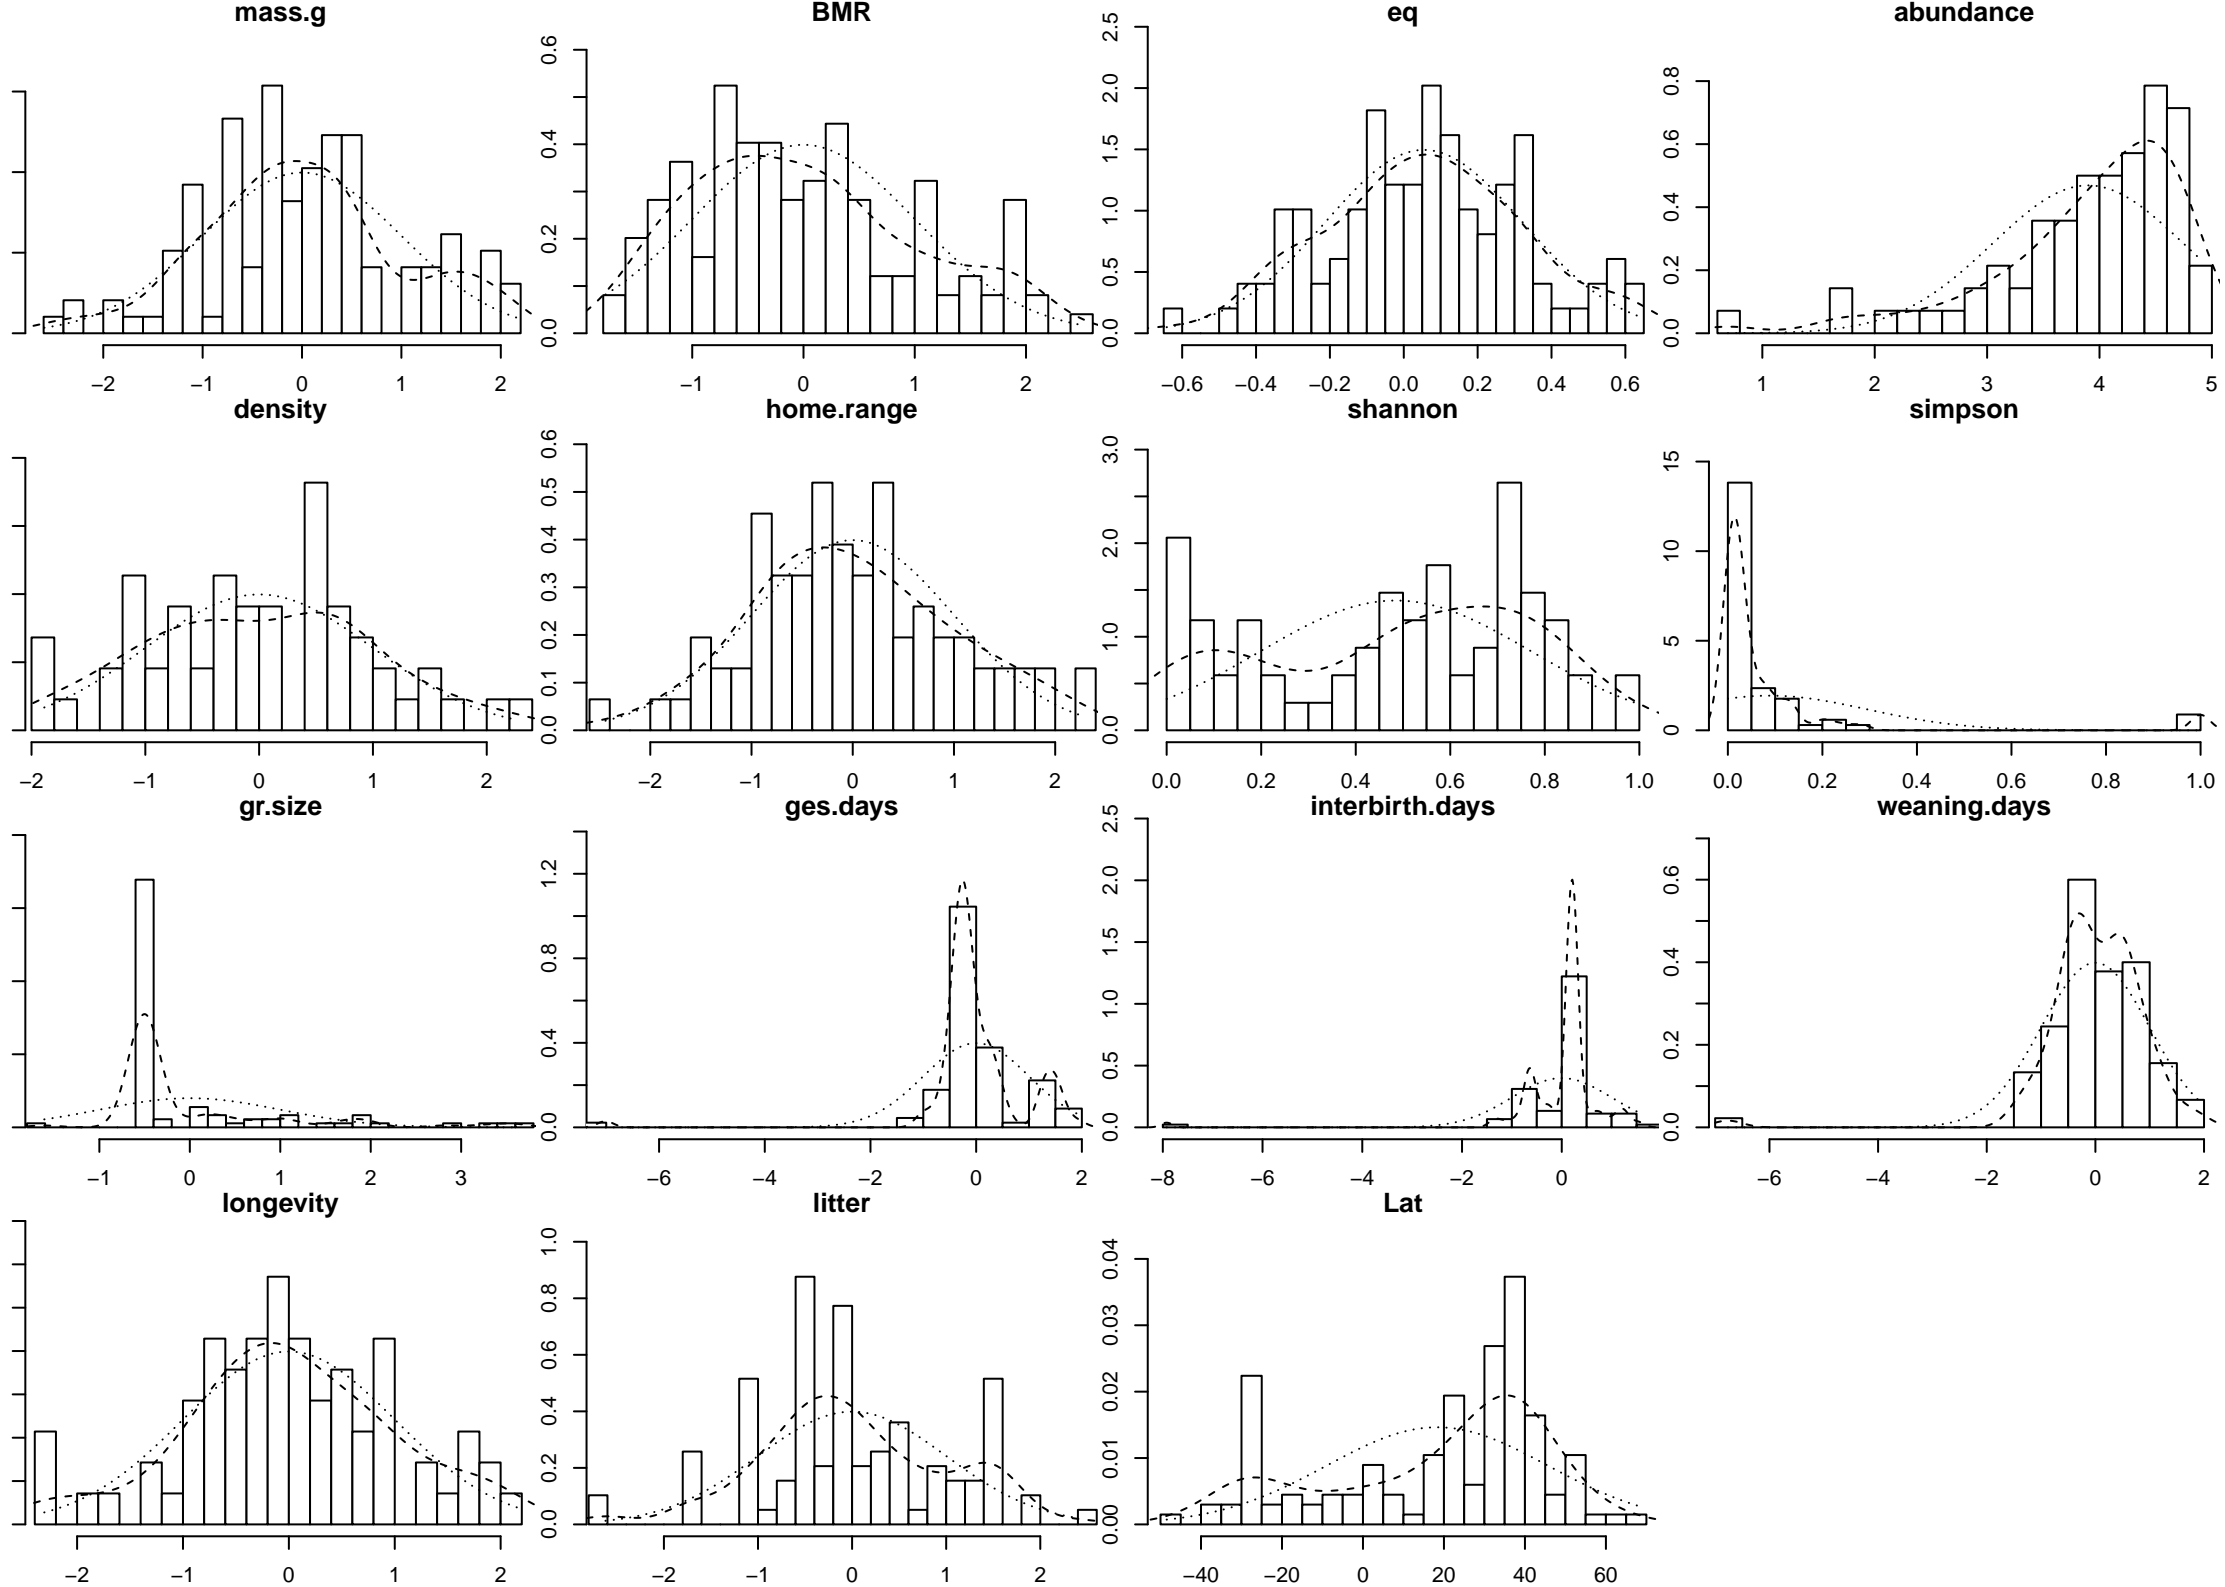 mass.g BMR eq abundance
0.0 0.2 0.4 0.6
0.0 0.5 1.0 1.5 2.0 2.5
0.0 0.2 0.4 0.6 0.8
−2 −1 0 1 2
−1 0 1 2
−0.6 −0.4 −0.2 0.0 0.2 0.4 0.6
1 2 3 4 5
density home.range shannon simpson
0.0 0.1 0.2 0.3 0.4 0.5 0.6
0.0 1.0 2.0 3.0
0 5 10 15
−2 −1 0 1 2
−2 −1 0 1 2
0.0 0.2 0.4 0.6 0.8 1.0
0.0 0.2 0.4 0.6 0.8 1.0
gr.size ges.days interbirth.days weaning.days
0.0 0.4 0.8 1.2
0.0 0.5 1.0 1.5 2.0 2.5
0.0 0.2 0.4 0.6
−1 0 1 2 3
−6 −4 −2 0 2
−8 −6 −4 −2 0
−6 −4 −2 0 2
longevity litter Lat
0.0 0.2 0.4 0.6 0.8 1.0
0.00 0.01 0.02 0.03 0.04
−2 −1 0 1 2
−2 −1 0 1 2
−40 −20 0 20 40 60